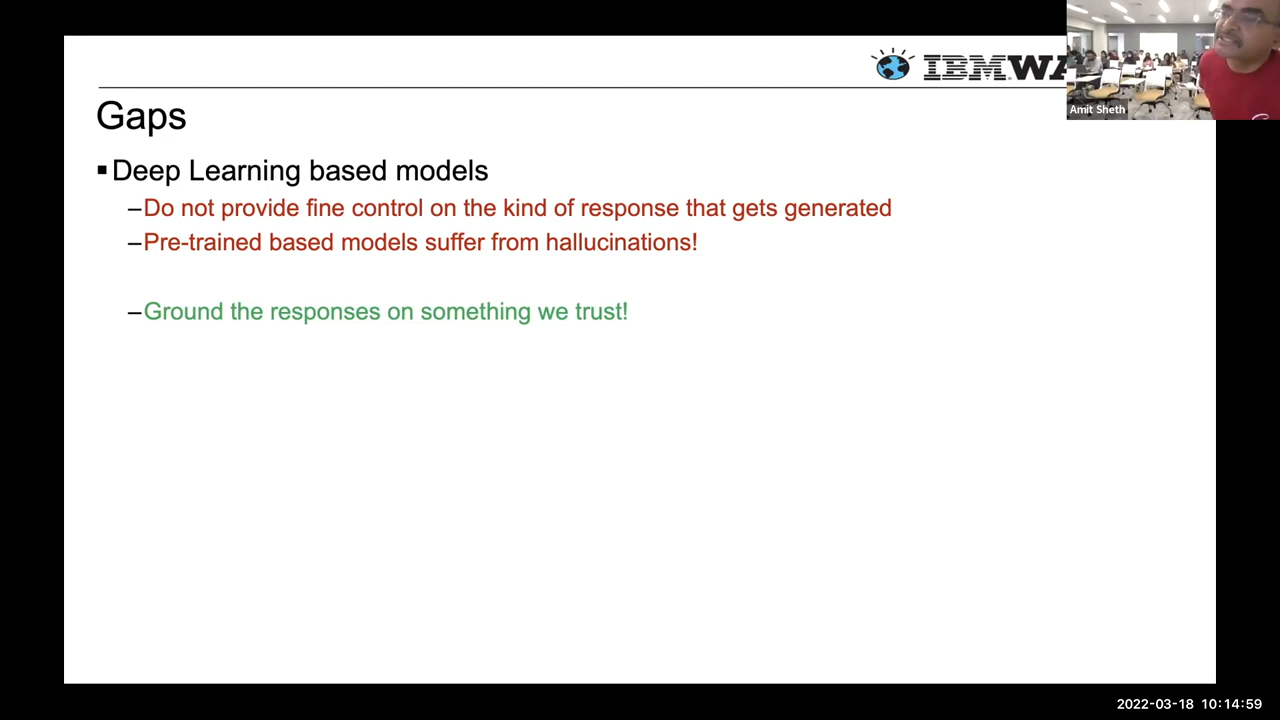 IBM WA
Amit Sheth
Gaps
▪Deep Learning based models
–Do not provide fine control on the kind of response that gets generated
–Pre-trained based models suffer from hallucinations!
–Ground the responses on something we trust!
2022-03-18 10:14:59